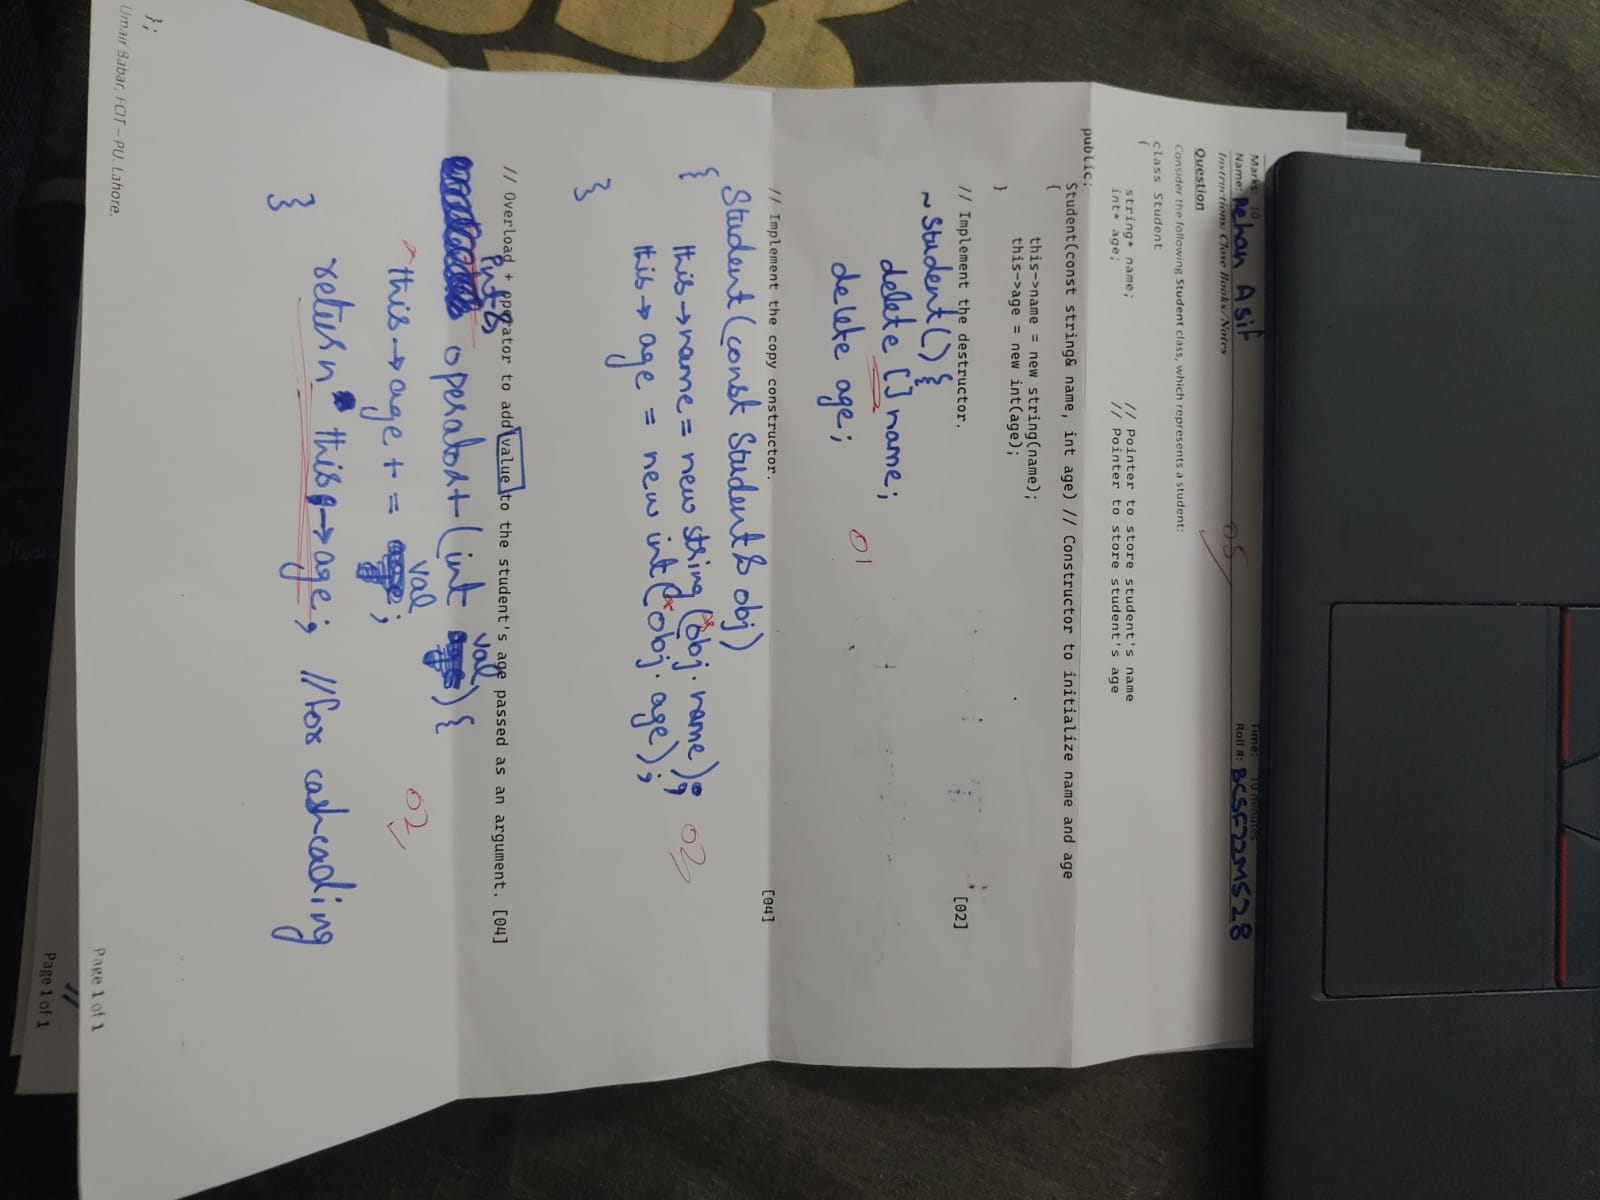 Marks: 10
Time: 10 minutes
Name: Rehan Asif
Roll #: BCSF22M528
Instructions: Close Books/Notes
05
Question
Consider the following Student class, which represents a student:
class Student
{
string* name; // Pointer to store student's name
int* age; // Pointer to store student's age
public:
Student(const string& name, int age) // Constructor to initialize name and age
{
this->name = new string(name);
this->age = new int(age);
}
// Implement the destructor. [02]
~Student() {
delete [] name;
delete age;
01
// Implement the copy constructor. [04]
Student (const Student & obj)
{ this→name = new string (*obj.name);
this→ age = new int (*obj.age);
02
}
// Overload + operator to add value to the student's age passed as an argument. [04]
int &
operator+ (int val) {
this→age += val;
02
return this→age; //for cashcading
}
};
Umair Babar, FCIT – PU. Lahore.
Page 1 of 1
Page 1 of 1